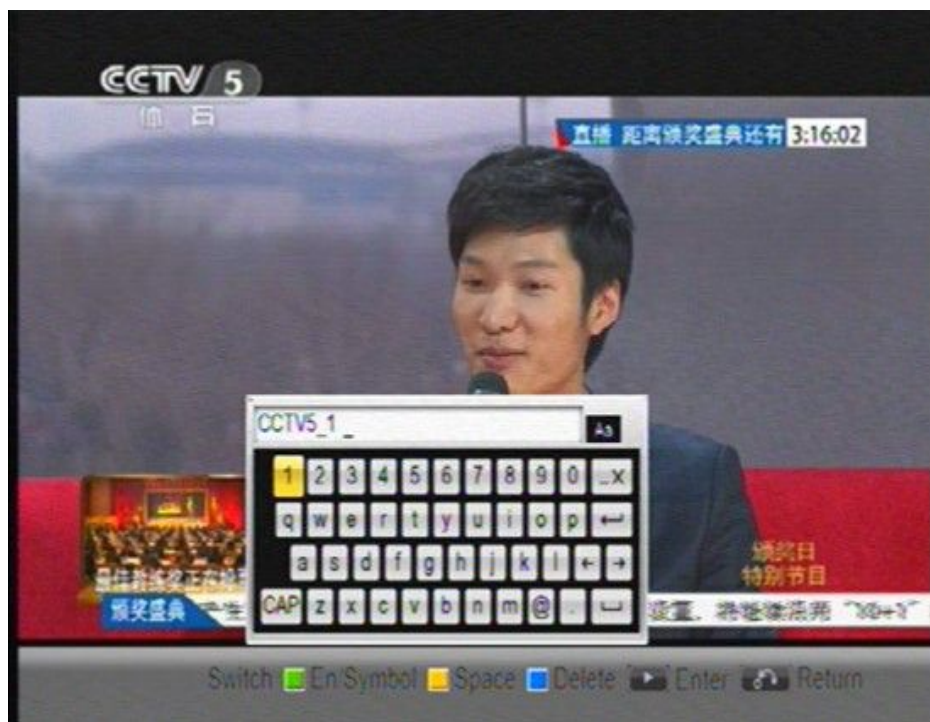 CCTV 5
体育
直播 距离颁奖盛典还有 3:16:02
CCTV5_1 _
Aa
1 2 3 4 5 6 7 8 9 0 ..X
q w e r t y u i o p ↵
a s d f g h j k l ← →
CAP z x c v b n m @ .
颁奖日
特别节目
颁奖盛典
Switch En/Symbol Space Delete Enter Return